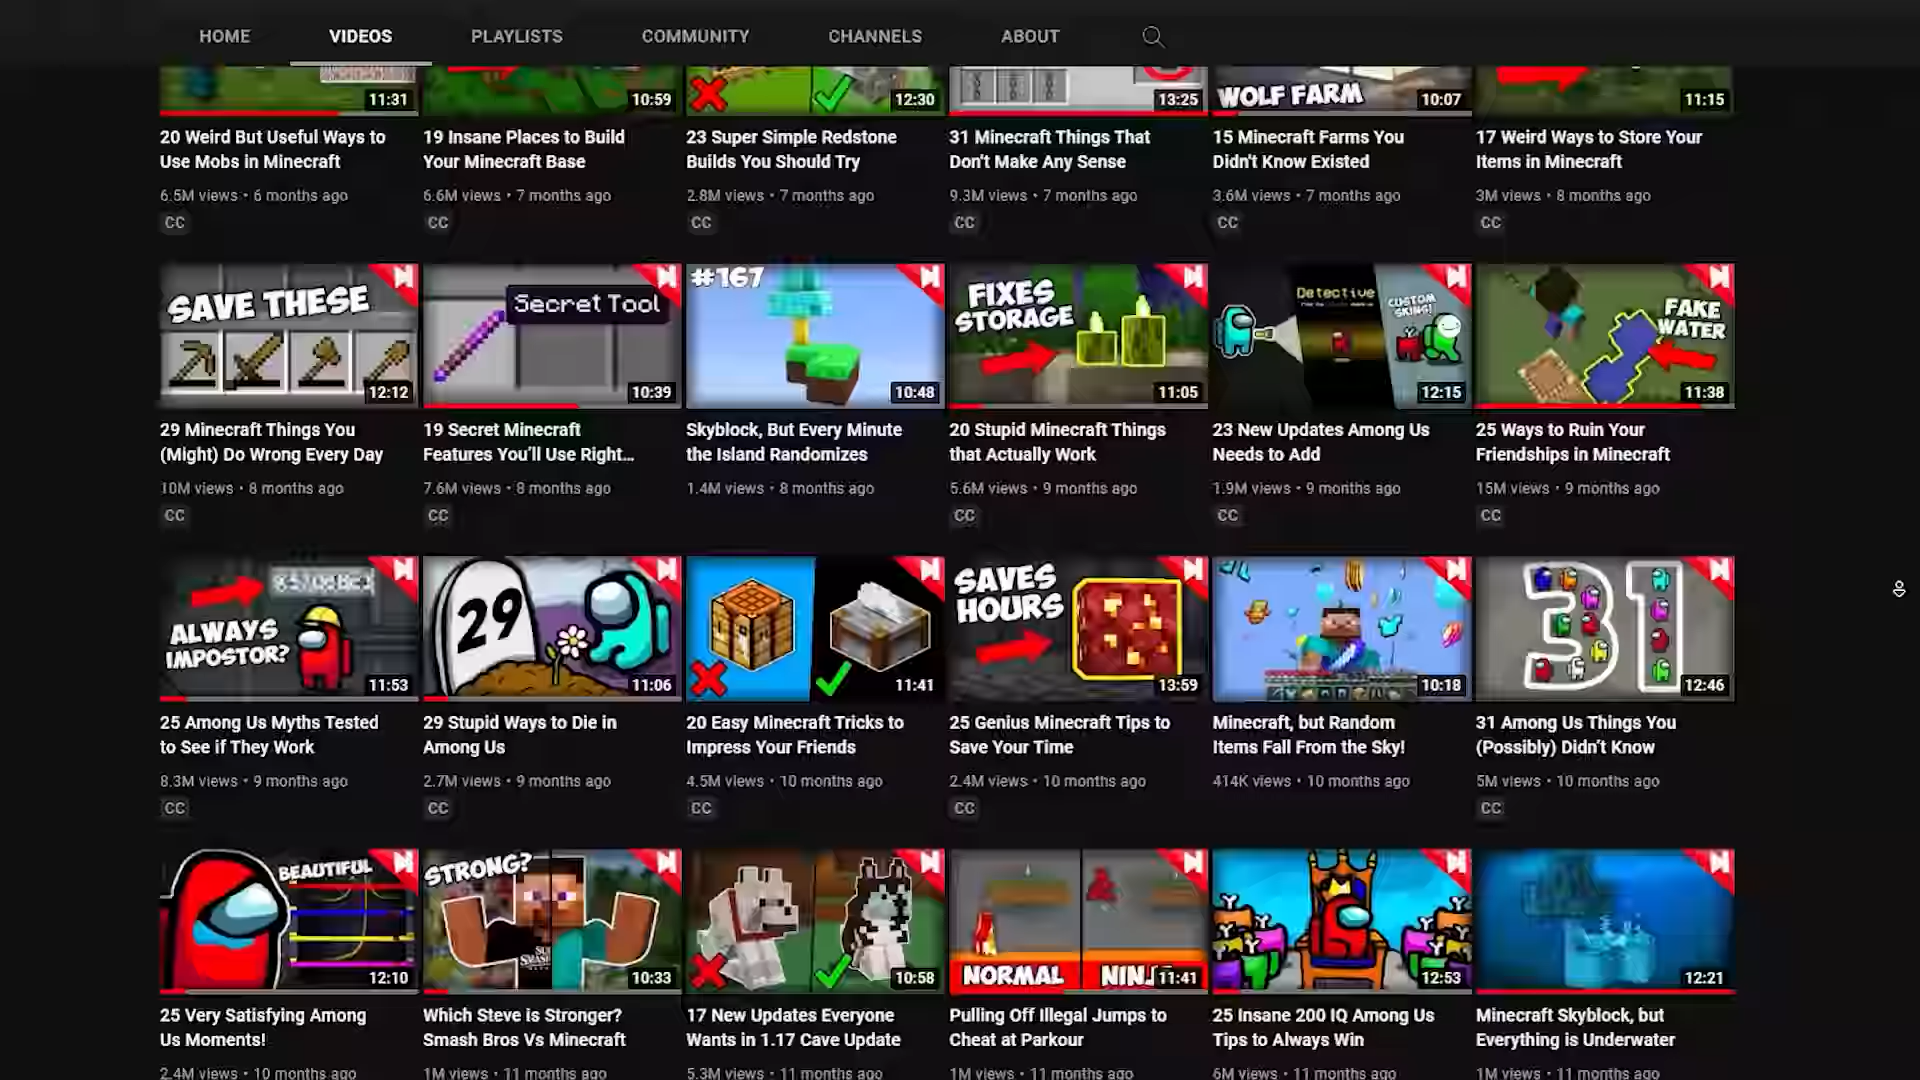 HOME VIDEOS PLAYLISTS COMMUNITY CHANNELS ABOUT
WOLF FARM
11:31 10:59 12:30 13:25 10:07 11:15
20 Weird But Useful Ways to
Use Mobs in Minecraft
6.5M views • 6 months ago
CC
19 Insane Places to Build
Your Minecraft Base
6.6M views • 7 months ago
CC
23 Super Simple Redstone
Builds You Should Try
2.8M views • 7 months ago
CC
31 Minecraft Things That
Don't Make Any Sense
9.3M views • 7 months ago
CC
15 Minecraft Farms You
Didn't Know Existed
3.6M views • 7 months ago
CC
17 Weird Ways to Store Your
Items in Minecraft
3M views • 8 months ago
CC
SAVE THESE
12:12
29 Minecraft Things You
(Might) Do Wrong Every Day
10M views • 8 months ago
CC
Secret Tool
10:39
19 Secret Minecraft
Features You'll Use Right...
7.6M views • 8 months ago
CC
#167
10:48
Skyblock, But Every Minute
the Island Randomizes
1.4M views • 8 months ago
FIXES
STORAGE
11:05
20 Stupid Minecraft Things
that Actually Work
5.6M views • 9 months ago
CC
Detective
CUSTOM
SKINS!
12:15
23 New Updates Among Us
Needs to Add
1.9M views • 9 months ago
CC
FAKE
WATER
11:38
25 Ways to Ruin Your
Friendships in Minecraft
15M views • 9 months ago
CC
ALWAYS
IMPOSTOR?
11:53
25 Among Us Myths Tested
to See if They Work
8.3M views • 9 months ago
CC
29
11:06
29 Stupid Ways to Die in
Among Us
2.7M views • 9 months ago
CC
11:41
20 Easy Minecraft Tricks to
Impress Your Friends
4.5M views • 10 months ago
CC
SAVES
HOURS
13:59
25 Genius Minecraft Tips to
Save Your Time
2.4M views • 10 months ago
CC
10:18
Minecraft, but Random
Items Fall From the Sky!
414K views • 10 months ago
31
12:46
31 Among Us Things You
(Possibly) Didn't Know
5M views • 10 months ago
CC
BEAUTIFUL
12:10
25 Very Satisfying Among
Us Moments!
2.4M views • 10 months ago
STRONG?
10:33
Which Steve is Stronger?
Smash Bros Vs Minecraft
1M views • 11 months ago
10:58
17 New Updates Everyone
Wants in 1.17 Cave Update
5.3M views • 11 months ago
NORMAL
11:41
Pulling Off Illegal Jumps to
Cheat at Parkour
1M views • 11 months ago
12:53
25 Insane 200 IQ Among Us
Tips to Always Win
6M views • 11 months ago
12:21
Minecraft Skyblock, but
Everything is Underwater
1M views • 11 months ago